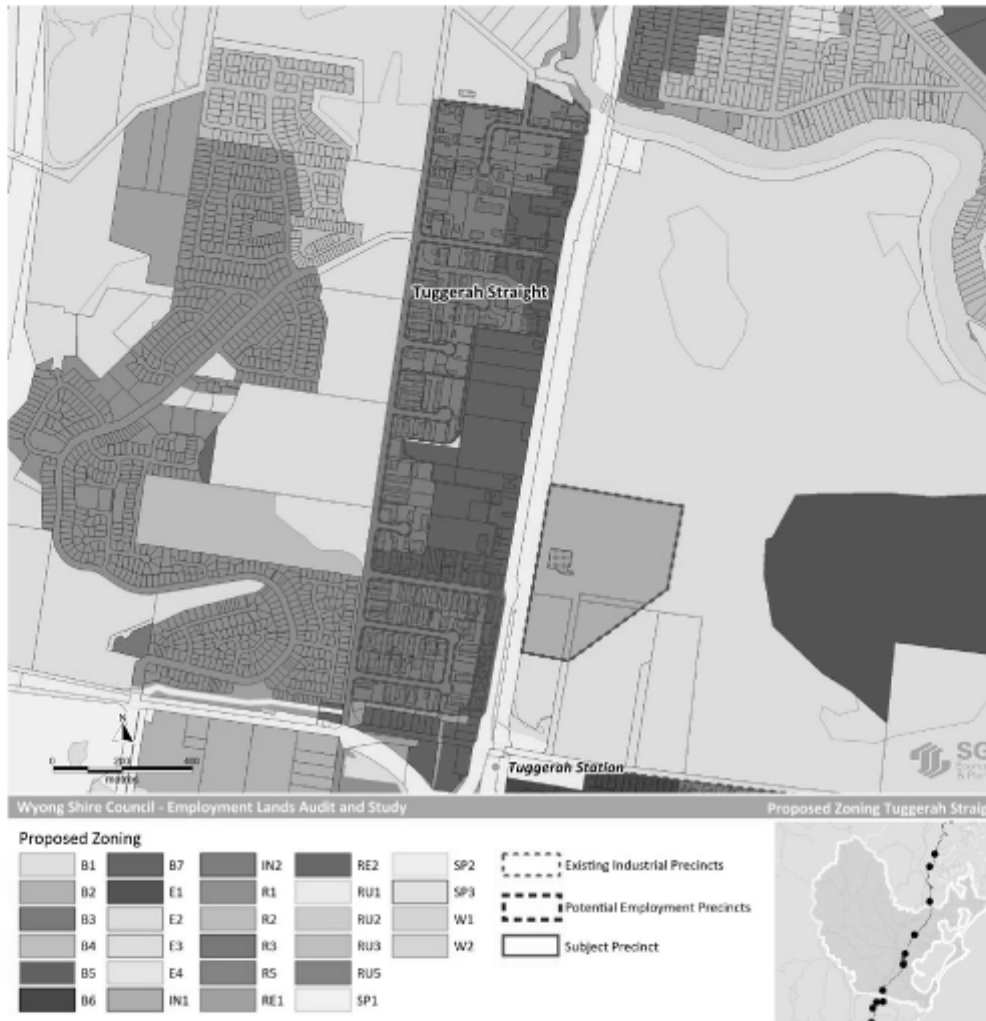 Tuggerah Straight
N
0 200 400
metres
Tuggerah Station
SG
Wyong Shire Council - Employment Lands Audit and Study
Proposed Zoning Tuggerah Straig
Proposed Zoning
B1
B2
B3
B4
B5
B6
B7
E1
E2
E3
E4
IN1
IN2
R1
R2
R3
R5
RE1
RE2
RU1
RU2
RU3
RU5
SP1
SP2
SP3
W1
W2
Existing Industrial Precincts
Potential Employment Precincts
Subject Precinct